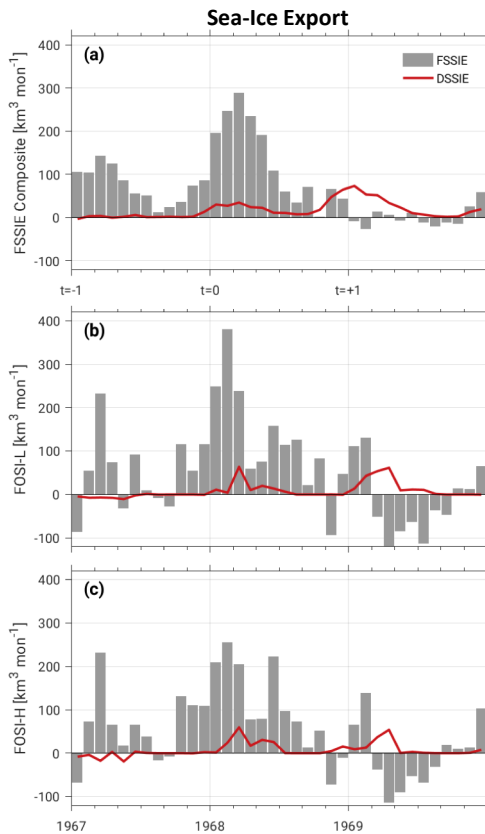 Sea-Ice Export
(a)
FSSIE
DSSIE
FSSIE Composite [km³ mon⁻¹]
400
300
200
100
0
-100
t=-1 t=0 t=+1
(b)
FOSI-L [km³ mon⁻¹]
400
300
200
100
0
-100
(c)
FOSI-H [km³ mon⁻¹]
400
300
200
100
0
-100
1967 1968 1969